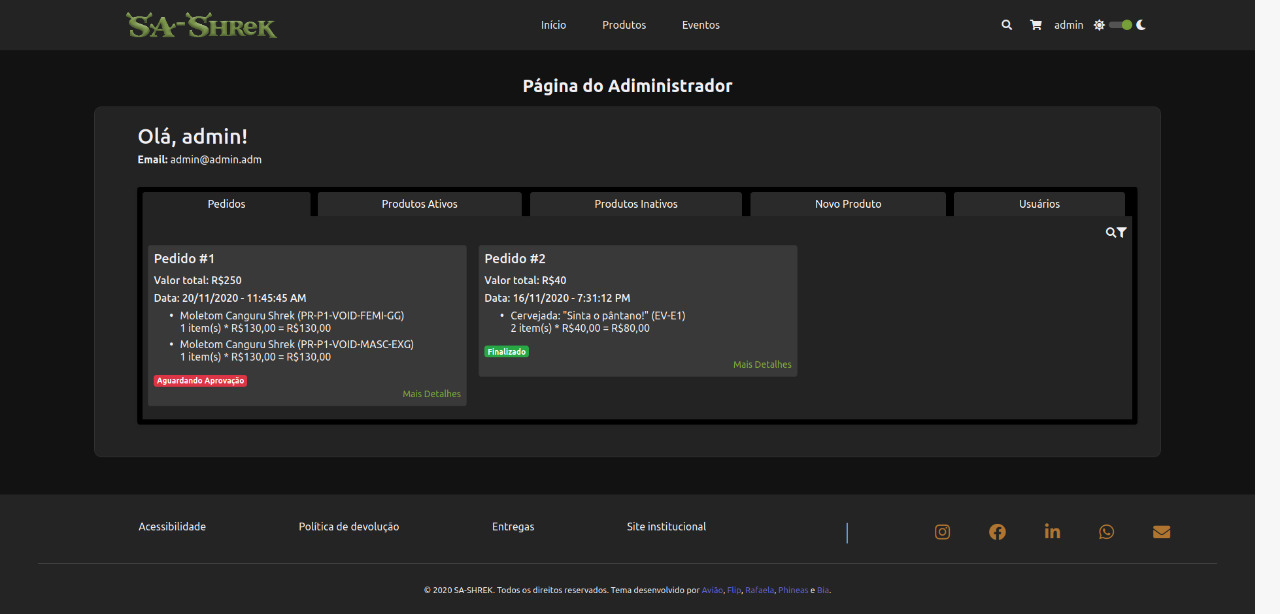 SA-SHREK
Início
Produtos
Eventos
admin
Página do Adiministrador
Olá, admin!
Email: admin@admin.adm
Pedidos
Produtos Ativos
Produtos Inativos
Novo Produto
Usuários
Pedido #1
Valor total: R$250
Data: 20/11/2020 - 11:45:45 AM
• Moletom Canguru Shrek (PR-P1-VOID-FEMI-GG)
1 item(s) * R$130,00 = R$130,00
• Moletom Canguru Shrek (PR-P1-VOID-MASC-EXG)
1 item(s) * R$130,00 = R$130,00
Aguardando Aprovação
Mais Detalhes
Pedido #2
Valor total: R$40
Data: 16/11/2020 - 7:31:12 PM
• Cervejada: "Sinta o pântano!" (EV-E1)
2 item(s) * R$40,00 = R$80,00
Finalizado
Mais Detalhes
Acessibilidade
Política de devolução
Entregas
Site institucional
© 2020 SA-SHREK. Todos os direitos reservados. Tema desenvolvido por Avião, Flip, Rafaela, Phineas e Bia.